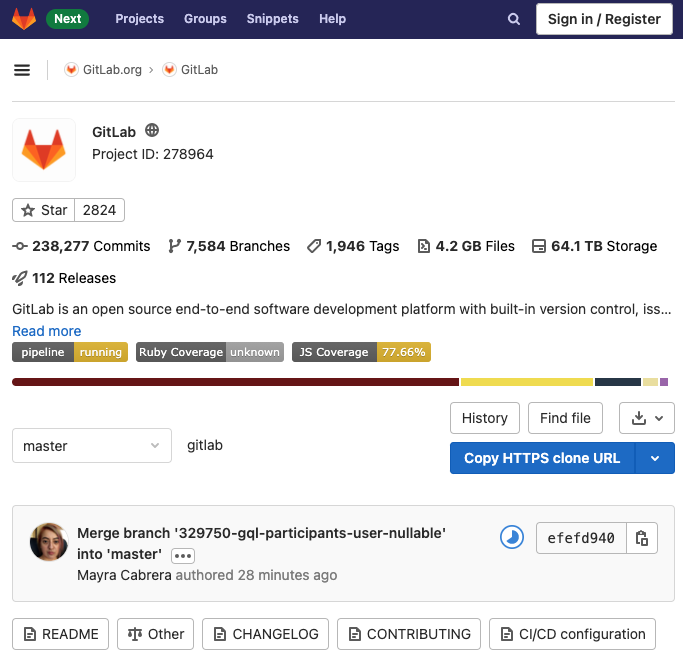 Next Projects Groups Snippets Help Sign in / Register
GitLab.org › GitLab
GitLab
Project ID: 278964
Star 2824
238,277 Commits 7,584 Branches 1,946 Tags 4.2 GB Files 64.1 TB Storage
112 Releases
GitLab is an open source end-to-end software development platform with built-in version control, iss...
Read more
pipeline running Ruby Coverage unknown JS Coverage 77.66%
History Find file
master gitlab
Copy HTTPS clone URL
Merge branch '329750-gql-participants-user-nullable'
into 'master'
efefd940
Mayra Cabrera authored 28 minutes ago
README Other CHANGELOG CONTRIBUTING CI/CD configuration